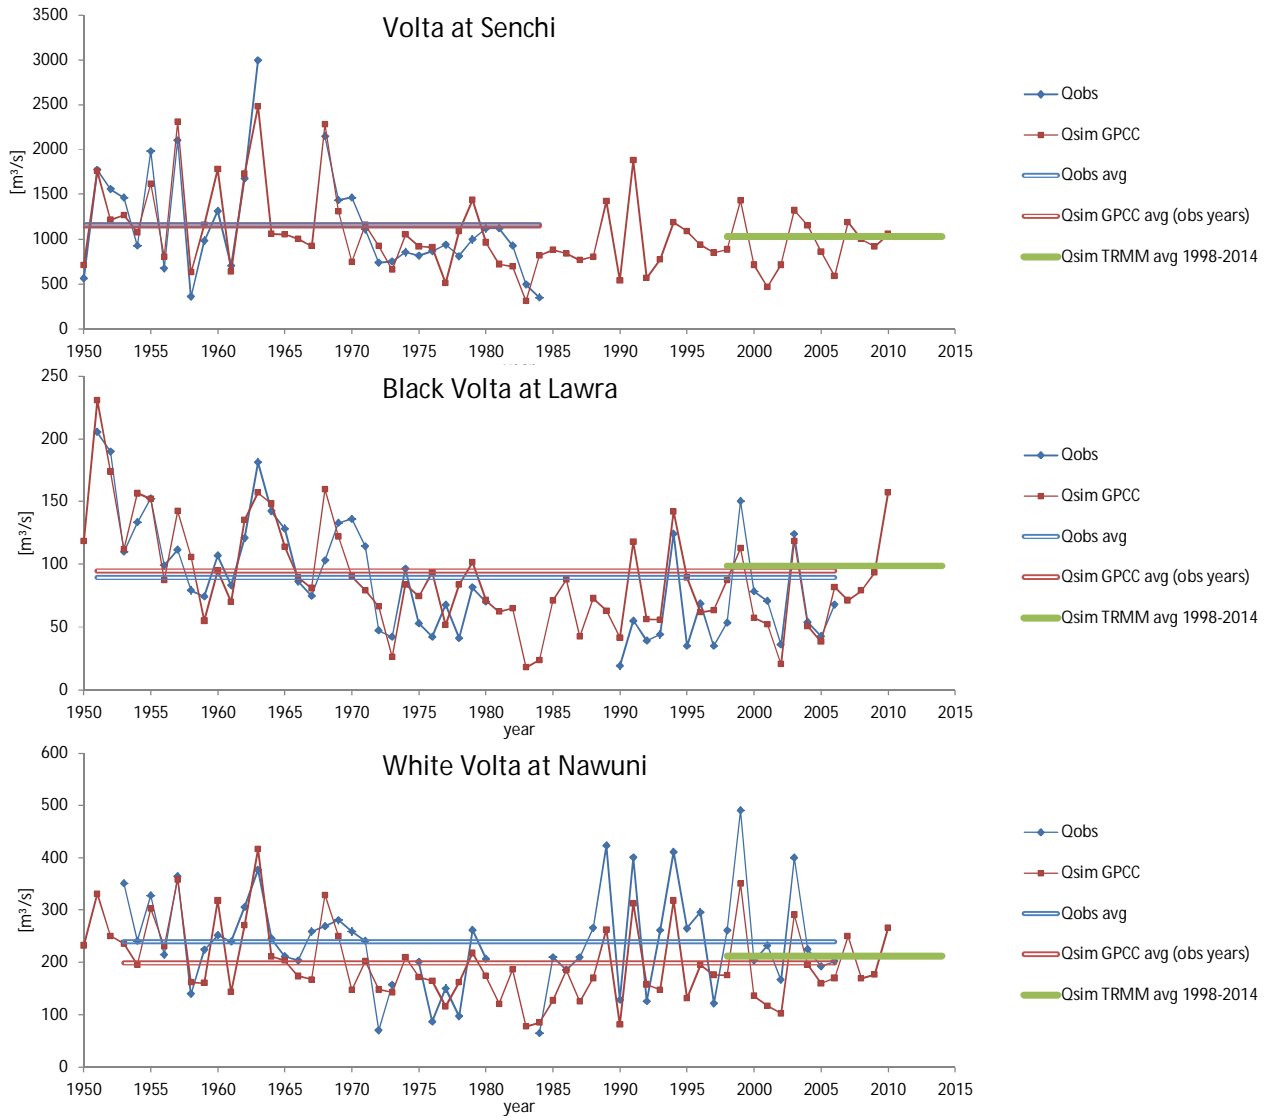 Volta at Senchi
[m³/s]
3500
3000
2500
2000
1500
1000
500
0
1950 1955 1960 1965 1970 1975 1980 1985 1990 1995 2000 2005 2010 2015
Qobs
Qsim GPCC
Qobs avg
Qsim GPCC avg (obs years)
Qsim TRMM avg 1998-2014
Black Volta at Lawra
[m³/s]
250
200
150
100
50
0
1950 1955 1960 1965 1970 1975 1980 1985 1990 1995 2000 2005 2010 2015
year
Qobs
Qsim GPCC
Qobs avg
Qsim GPCC avg (obs years)
Qsim TRMM avg 1998-2014
White Volta at Nawuni
[m³/s]
600
500
400
300
200
100
0
1950 1955 1960 1965 1970 1975 1980 1985 1990 1995 2000 2005 2010 2015
year
Qobs
Qsim GPCC
Qobs avg
Qsim GPCC avg (obs years)
Qsim TRMM avg 1998-2014